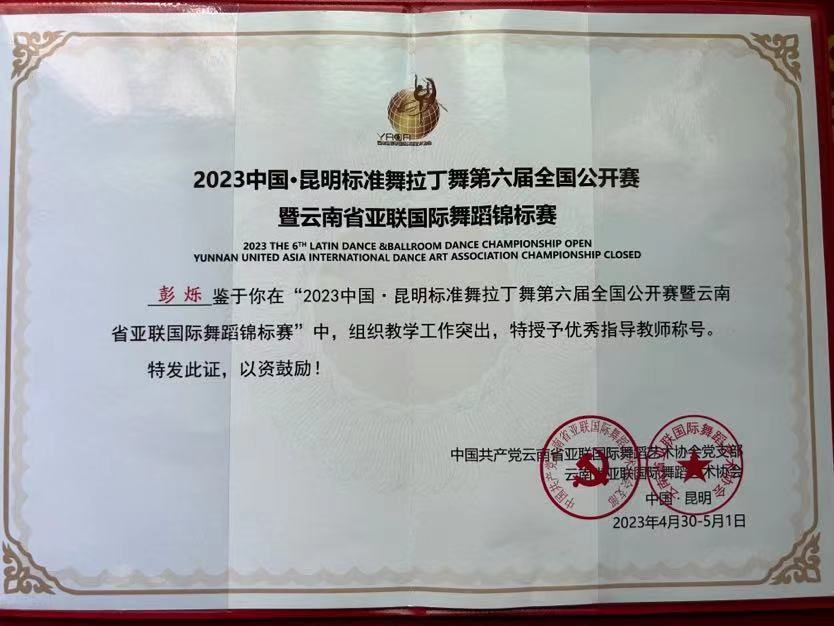 YAQA
2023中国·昆明标准舞拉丁舞第六届全国公开赛
暨云南省亚联国际舞蹈锦标赛
2023 THE 6TH LATIN DANCE &BALLROOM DANCE CHAMPIONSHIP OPEN
YUNNAN UNITED ASIA INTERNATIONAL DANCE ART ASSOCIATION CHAMPIONSHIP CLOSED
彭烁 鉴于你在“2023中国·昆明标准舞拉丁舞第六届全国公开赛暨云南
省亚联国际舞蹈锦标赛”中，组织教学工作突出，特授予优秀指导教师称号。
特发此证，以资鼓励！
中国共产党云南省亚联国际舞蹈艺术协会党支部
云南省亚联国际舞蹈艺术协会
中国·昆明
2023年4月30-5月1日